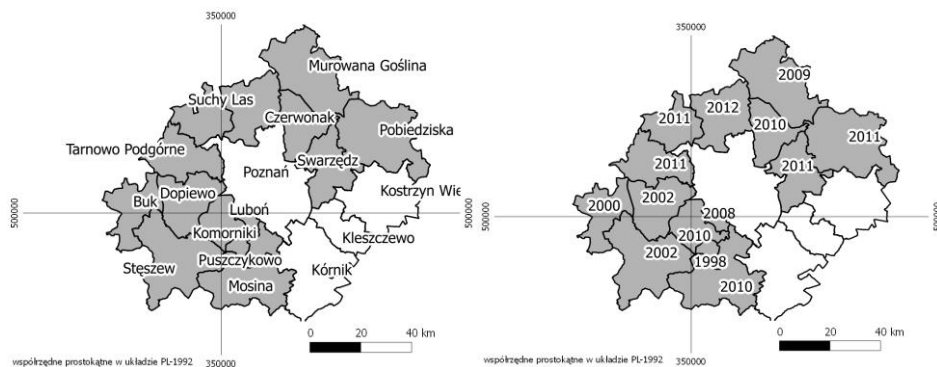 350000
Murowana Goślina
Suchy Las
Czerwonak
Pobiedziska
Tarnowo Podgórne
Swarzędz
Poznań
Kostrzyn Wie
Dopiewo
Buk
Luboń
500000
500000
Komorniki
Kleszczewo
Puszczykowo
Stęszew
Kórnik
Mosina
0 20 40 km
współrzędne prostokątne w układzie PL-1992
350000
350000
2009
2012
2011
2010
2011
2011
2011
2002
2000
2008
500000
500000
2010
2002
1998
2010
0 20 40 km
współrzędne prostokątne w układzie PL-1992
350000